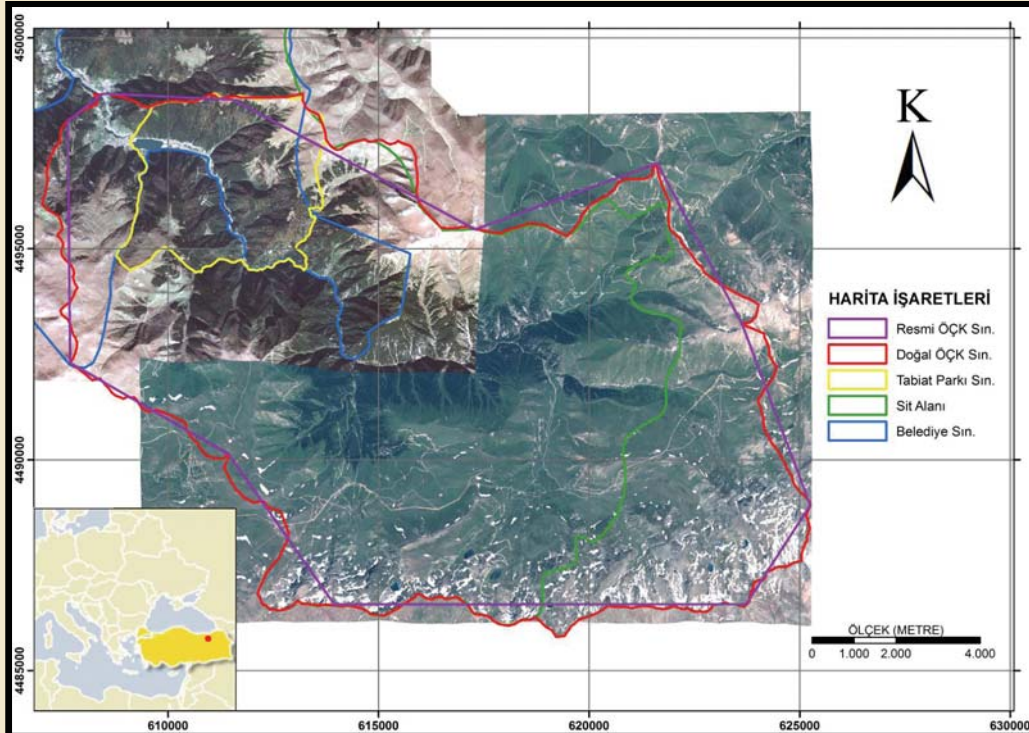 4500000
4495000
4490000
4485000
K
HARİTA İŞARETLERİ
Resmi ÖÇK Sın.
Doğal ÖÇK Sın.
Tabiat Parkı Sın.
Sit Alanı
Belediye Sın.
ÖLÇEK (METRE)
0 1.000 2.000 4.000
610000 615000 620000 625000 630000